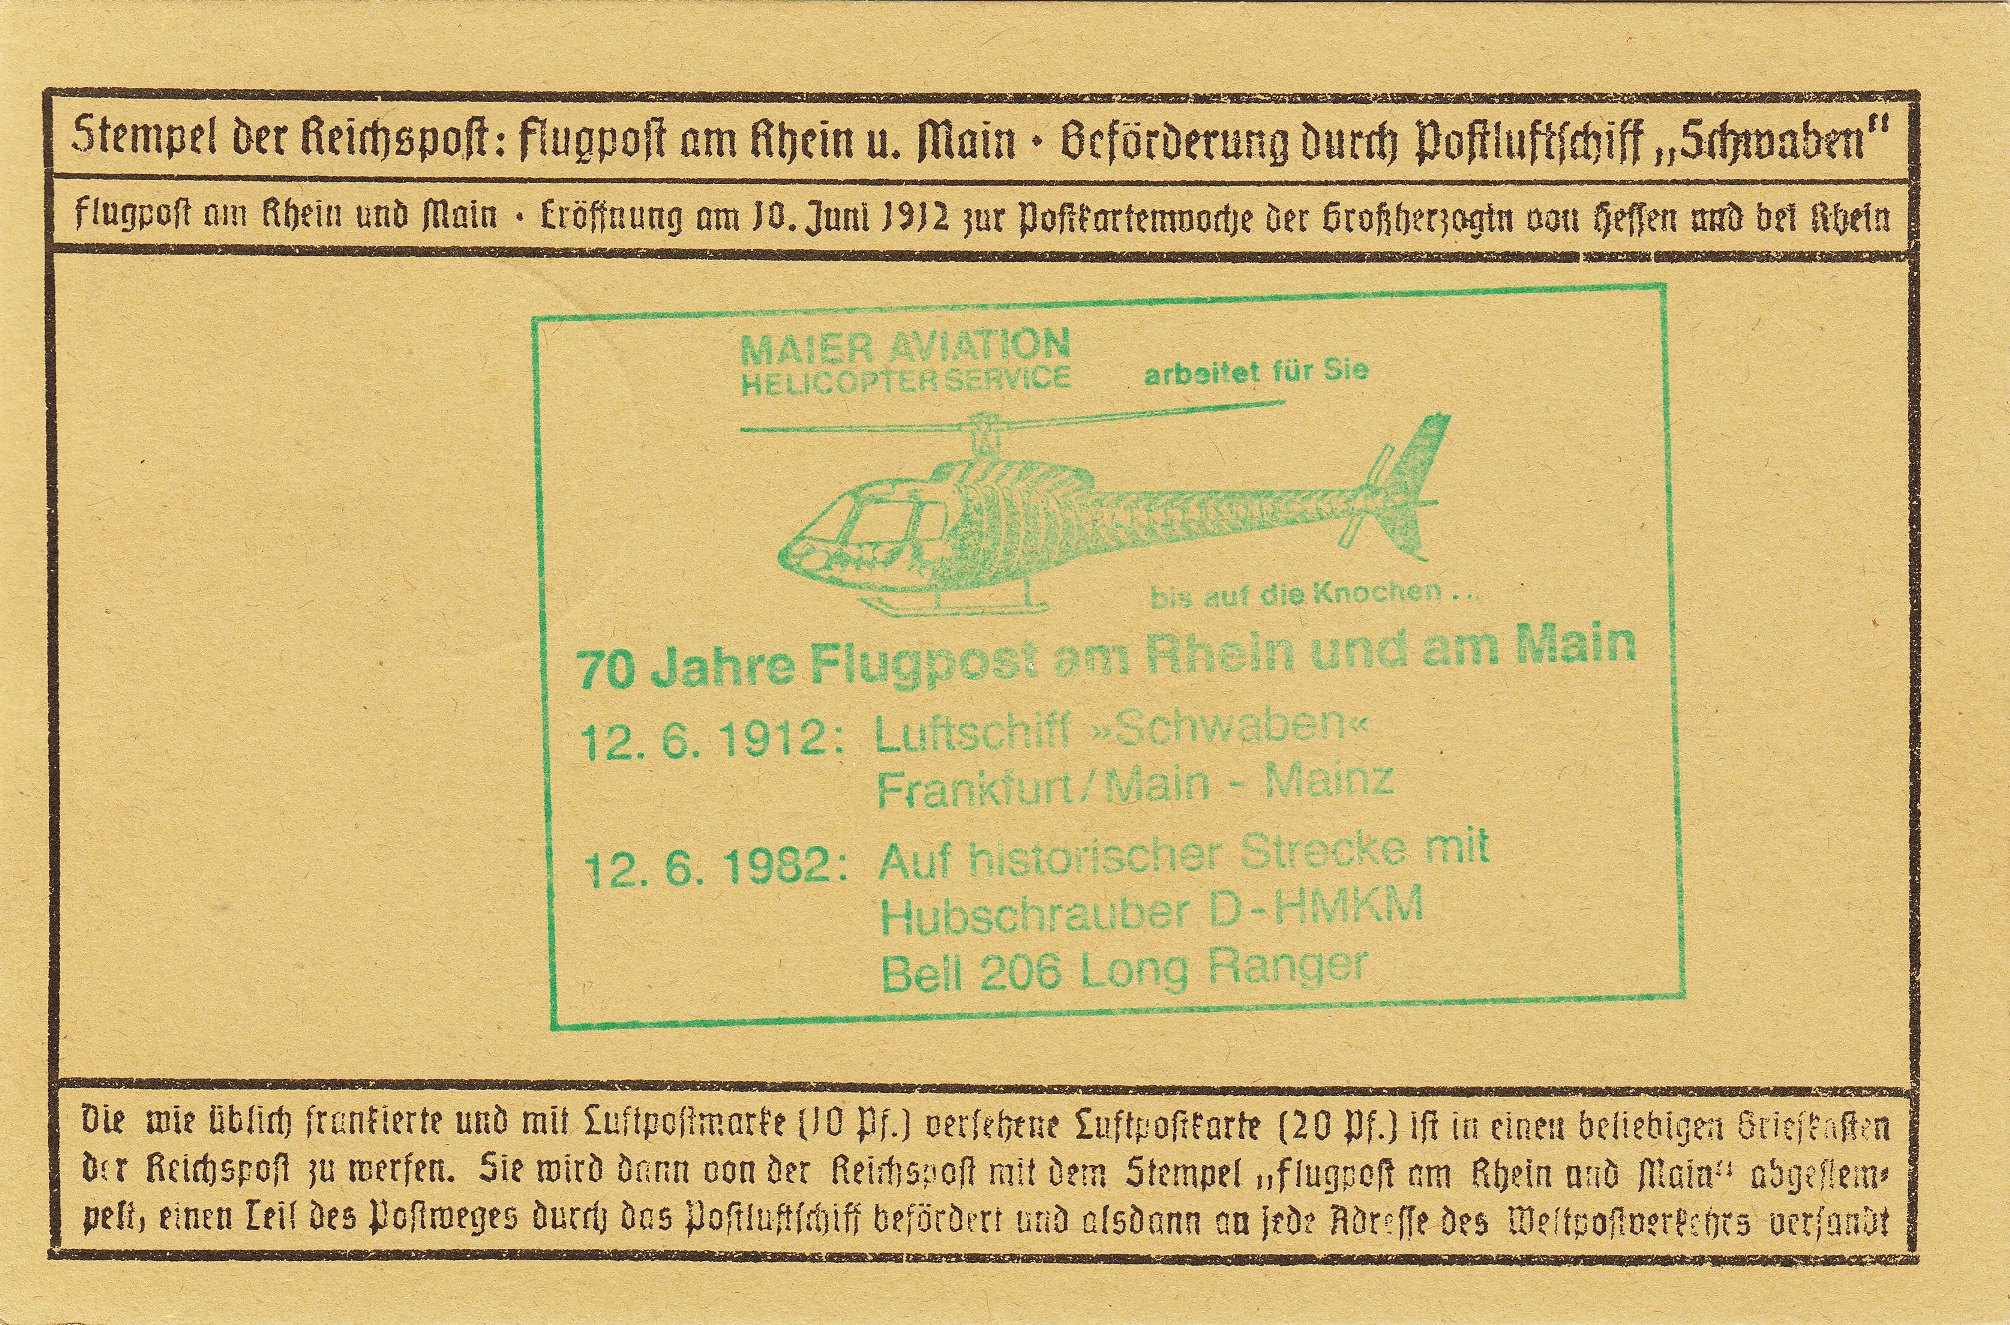 Stempel der Reichspost: Flugpost am Rhein u. Main · Beförderung durch Postluftschiff „Schwaben“
Flugpost am Rhein und Main · Eröffnung am 10. Juni 1912 zur Postkartenwoche der Großherzogin von Hessen und bei Rhein
MAIER AVIATION
HELICOPTER SERVICE
arbeitet für Sie
bis auf die Knochen...
70 Jahre Flugpost am Rhein und am Main
12. 6. 1912: Luftschiff »Schwaben«
Frankfurt/Main - Mainz
12. 6. 1982: Auf historischer Strecke mit
Hubschrauber D-HMKM
Bell 206 Long Ranger
Die wie üblich frankierte und mit Luftpostmarke (10 Pf.) versehene Luftpostkarte (20 Pf.) ist in einen beliebigen Briefkasten
der Reichspost zu werfen. Sie wird dann von der Reichspost mit dem Stempel „Flugpost am Rhein und Main“ abgestem-
pelt, einen Teil des Postweges durch das Postluftschiff befördert und alsdann an jede Adresse des Weltpostverkehrs versandt